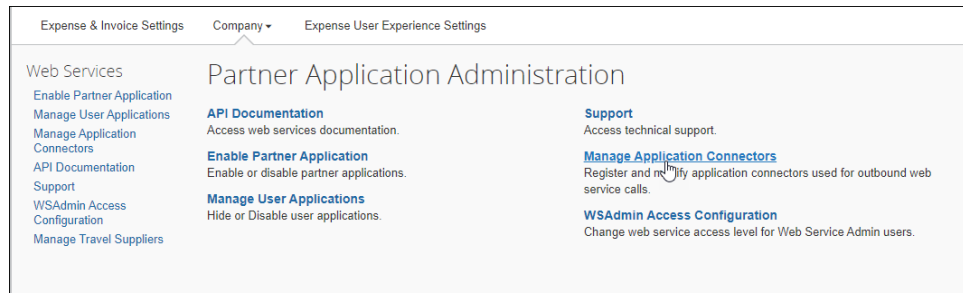 Expense & Invoice Settings
Company
Expense User Experience Settings
Web Services
Enable Partner Application
Manage User Applications
Manage Application
Connectors
API Documentation
Support
WSAdmin Access
Configuration
Manage Travel Suppliers
Partner Application Administration
API Documentation
Access web services documentation.
Enable Partner Application
Enable or disable partner applications.
Manage User Applications
Hide or Disable user applications.
Support
Access technical support.
Manage Application Connectors
Register and modify application connectors used for outbound web
service calls.
WSAdmin Access Configuration
Change web service access level for Web Service Admin users.